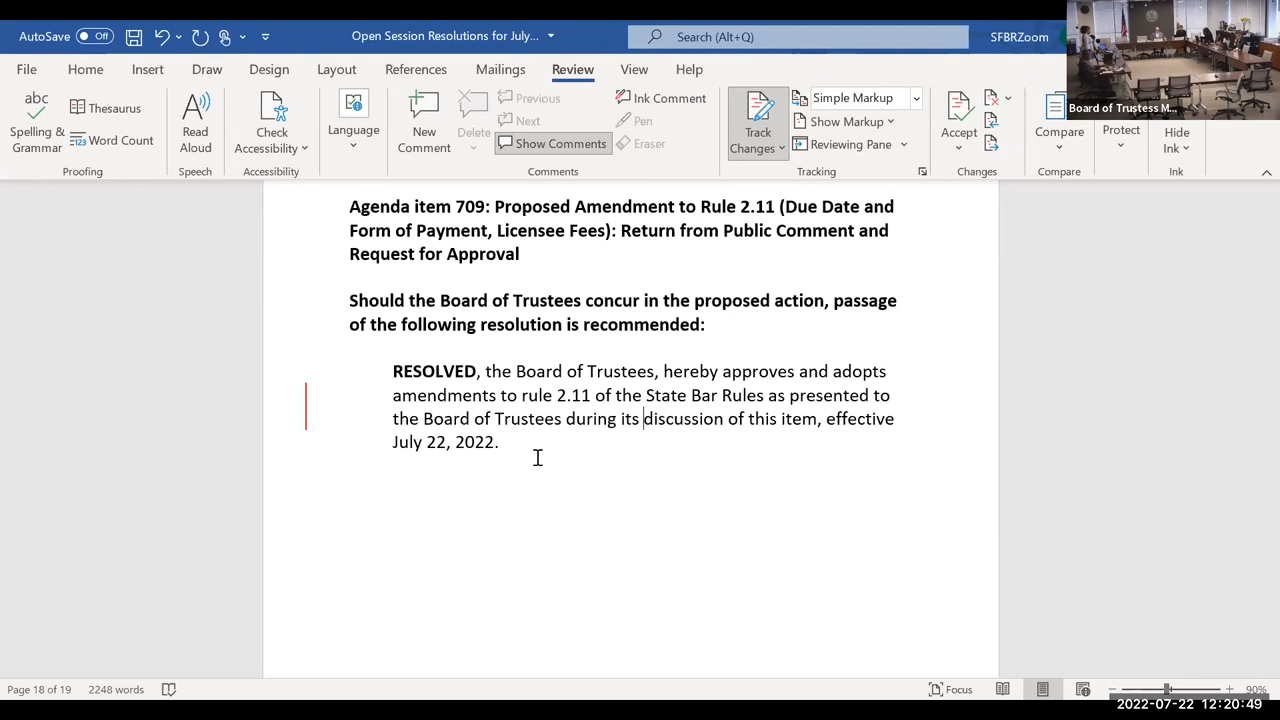 AutoSave Off Open Session Resolutions for July... Search (Alt+Q) SFBRZoom
File Home Insert Draw Design Layout References Mailings Review View Help
Board of Trustess M...
abc Spelling & Grammar
Thesaurus
Word Count
Read Aloud
Check Accessibility
Language
New Comment
Delete
Previous
Next
Show Comments
Ink Comment
Pen
Eraser
Track Changes
Simple Markup
Show Markup
Reviewing Pane
Accept
Compare
Protect
Hide Ink
Proofing Speech Accessibility Comments Tracking Changes Compare Ink
Agenda item 709: Proposed Amendment to Rule 2.11 (Due Date and
Form of Payment, Licensee Fees): Return from Public Comment and
Request for Approval
Should the Board of Trustees concur in the proposed action, passage
of the following resolution is recommended:
RESOLVED, the Board of Trustees, hereby approves and adopts
amendments to rule 2.11 of the State Bar Rules as presented to
the Board of Trustees during its discussion of this item, effective
July 22, 2022.
Page 18 of 19 2248 words Focus 90%
2022-07-22 12:20:49